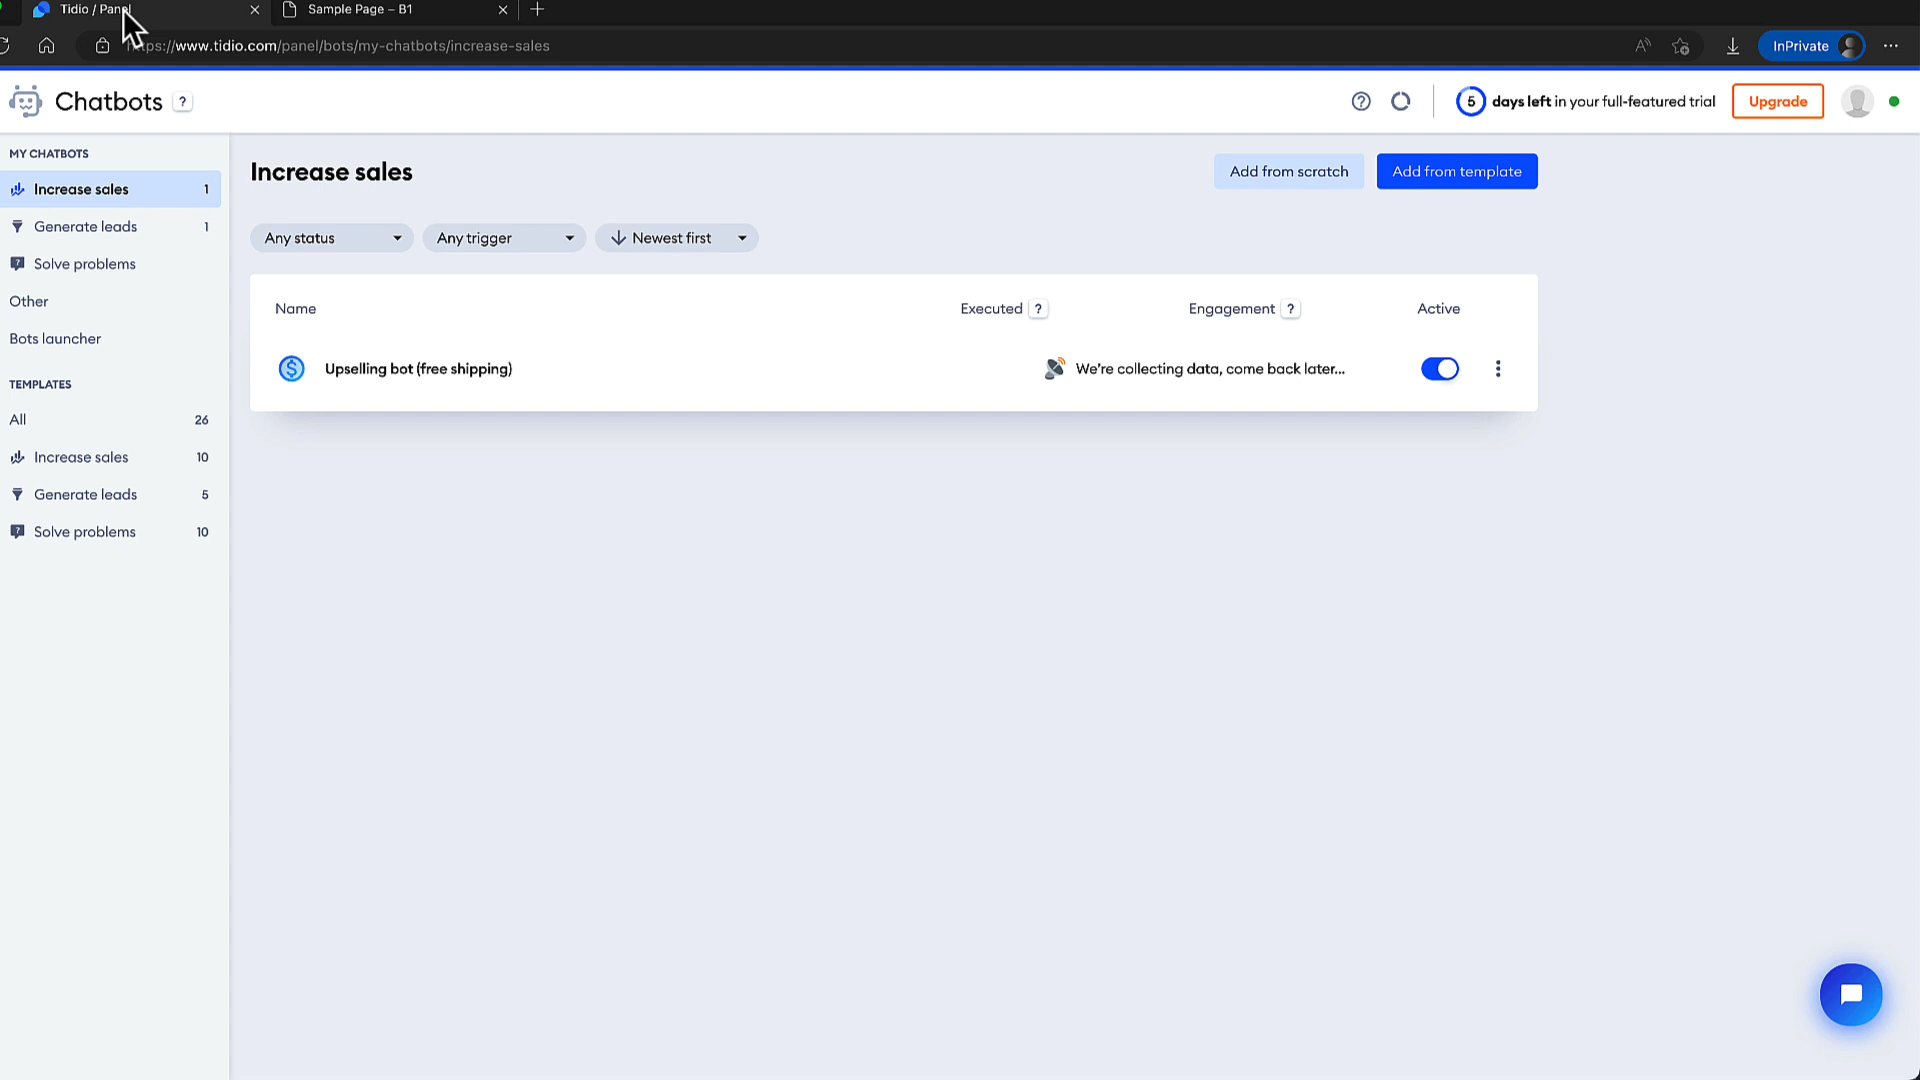 Tidio / Panel
Sample Page – B1
https://www.tidio.com/panel/bots/my-chatbots/increase-sales
InPrivate
Chatbots ?
5 days left in your full-featured trial
Upgrade
MY CHATBOTS
Increase sales 1
Generate leads 1
Solve problems
Other
Bots launcher
TEMPLATES
All 26
Increase sales 10
Generate leads 5
Solve problems 10
Increase sales
Add from scratch
Add from template
Any status
Any trigger
Newest first
Name
Executed ?
Engagement ?
Active
Upselling bot (free shipping)
We're collecting data, come back later...